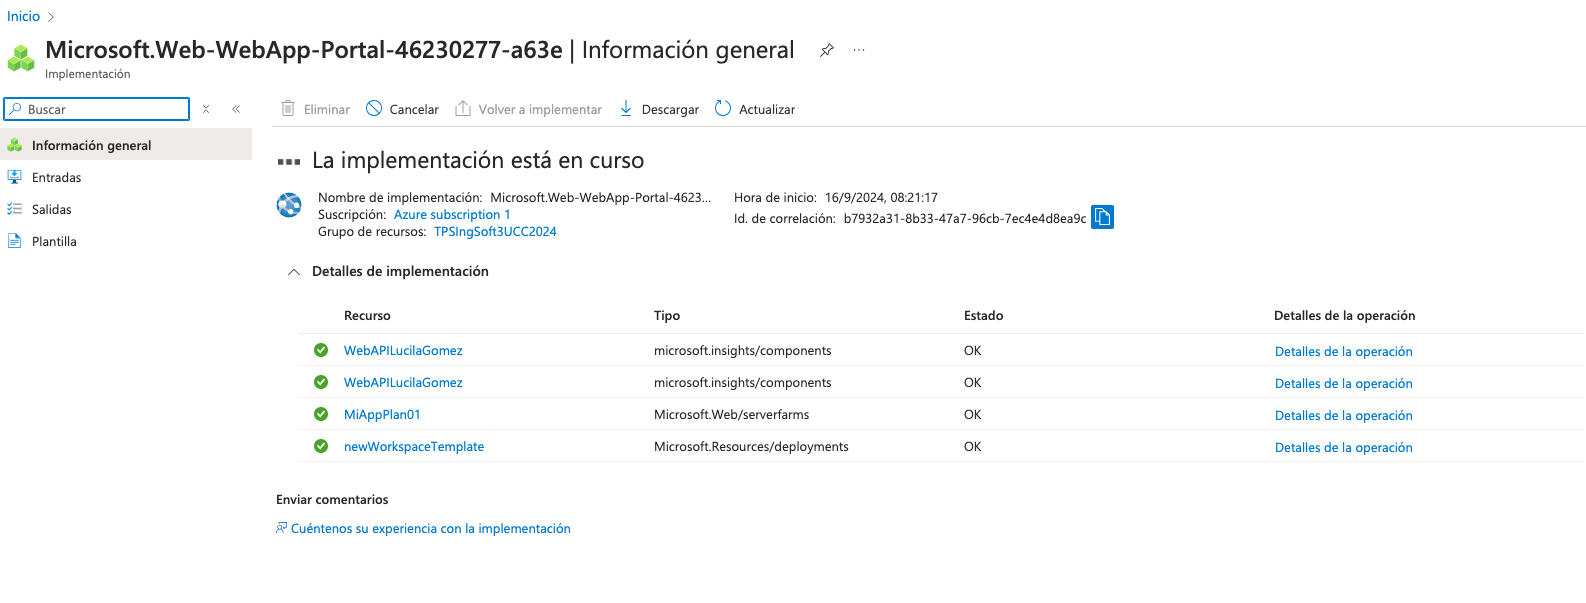 Inicio
Microsoft.Web-WebApp-Portal-46230277-a63e | Información general
Implementación
Buscar
Eliminar Cancelar Volver a implementar Descargar Actualizar
Información general
Entradas
Salidas
Plantilla
La implementación está en curso
Nombre de implementación: Microsoft.Web-WebApp-Portal-4623...
Suscripción: Azure subscription 1
Grupo de recursos: TPSIngSoft3UCC2024
Hora de inicio: 16/9/2024, 08:21:17
Id. de correlación: b7932a31-8b33-47a7-96cb-7ec4e4d8ea9c
Detalles de implementación
Recurso Tipo Estado Detalles de la operación
WebAPILucilaGomez microsoft.insights/components OK Detalles de la operación
WebAPILucilaGomez microsoft.insights/components OK Detalles de la operación
MiAppPlan01 Microsoft.Web/serverfarms OK Detalles de la operación
newWorkspaceTemplate Microsoft.Resources/deployments OK Detalles de la operación
Enviar comentarios
Cuéntenos su experiencia con la implementación